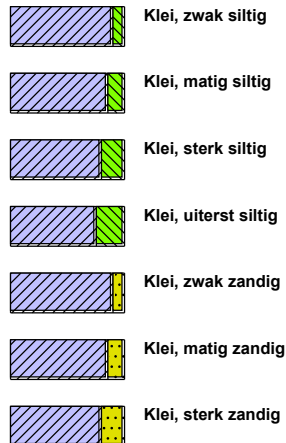 Klei, zwak siltig
Klei, matig siltig
Klei, sterk siltig
Klei, uiterst siltig
Klei, zwak zandig
Klei, matig zandig
Klei, sterk zandig